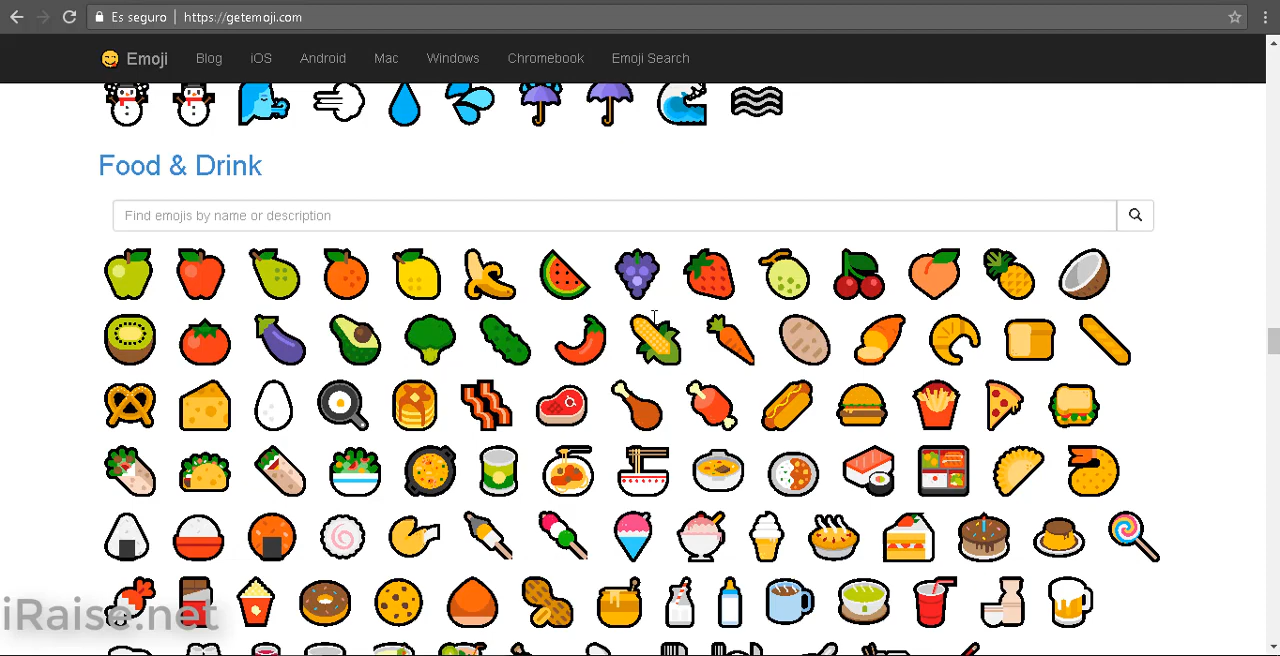 Es seguro | https://getemoji.com
Emoji Blog iOS Android Mac Windows Chromebook Emoji Search
Food & Drink
Find emojis by name or description
iRaise.net